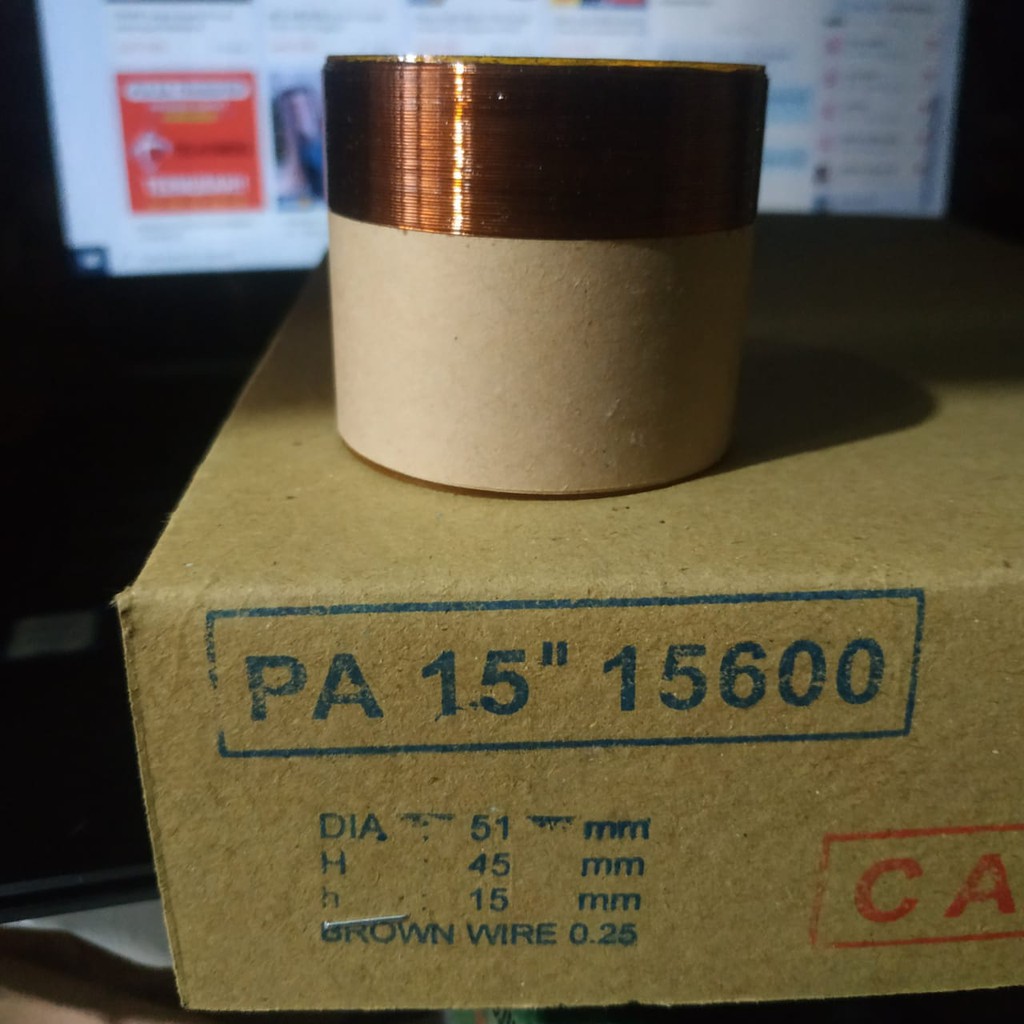 PA 15" 15600
DIA : 51 mm
H 45 mm
h : 15 mm
BROWN WIRE 0.25
CA